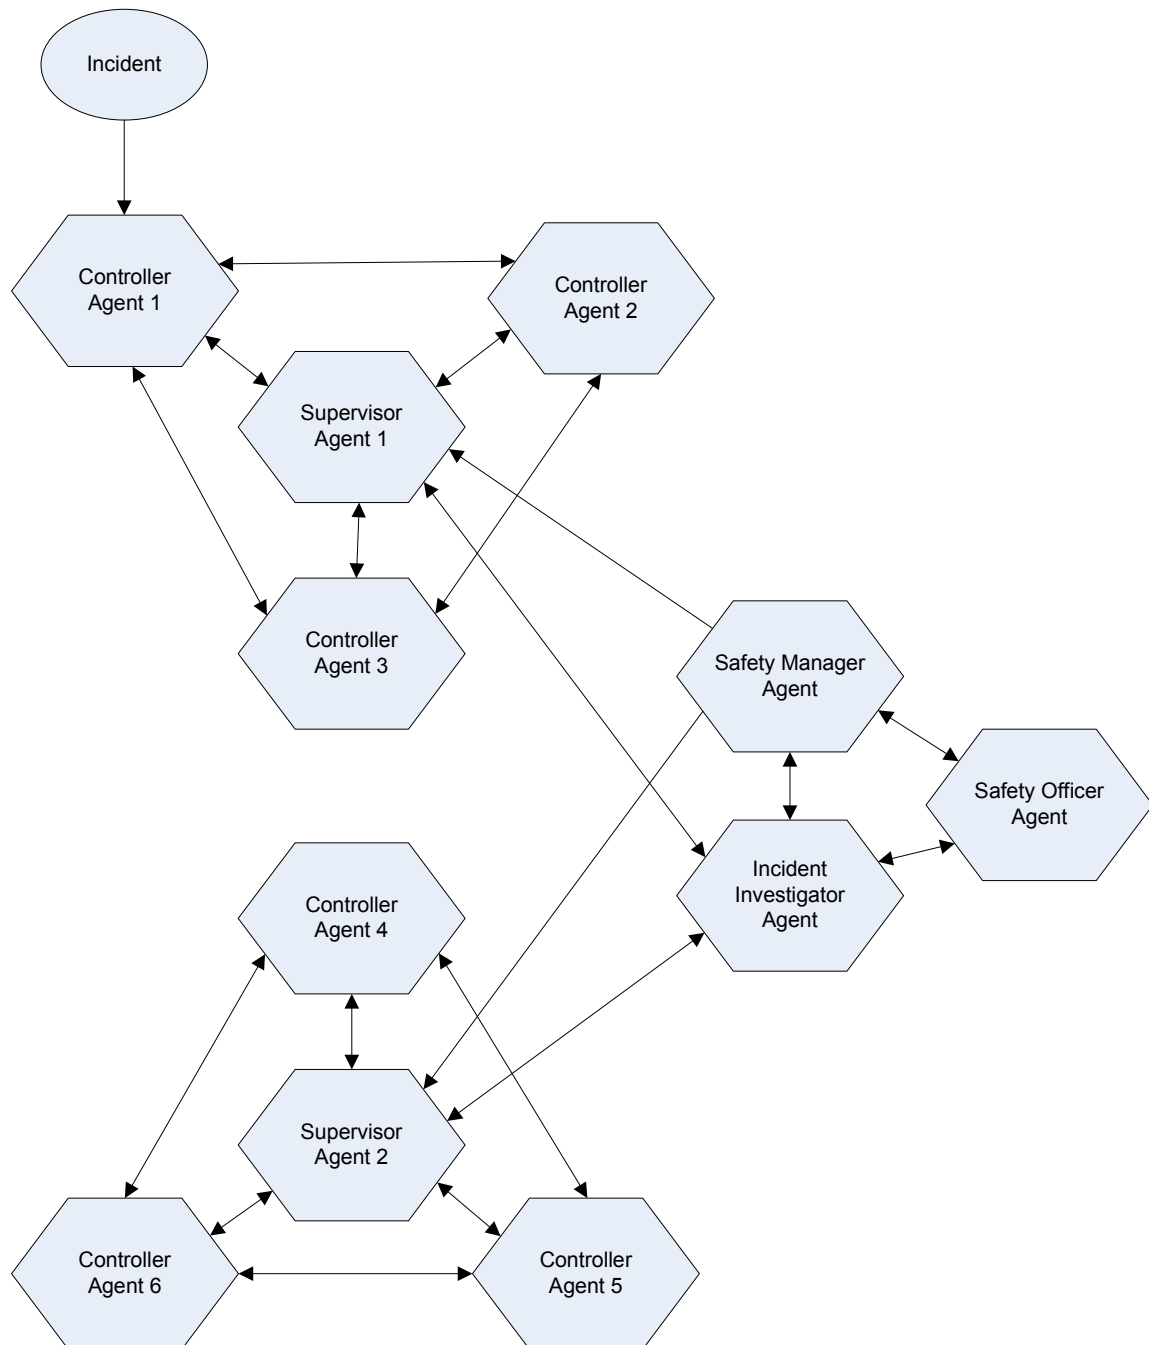 Incident
Controller
Agent 1
Controller
Agent 2
Supervisor
Agent 1
Controller
Agent 3
Safety Manager
Agent
Safety Officer
Agent
Incident
Investigator
Agent
Controller
Agent 4
Supervisor
Agent 2
Controller
Agent 6
Controller
Agent 5